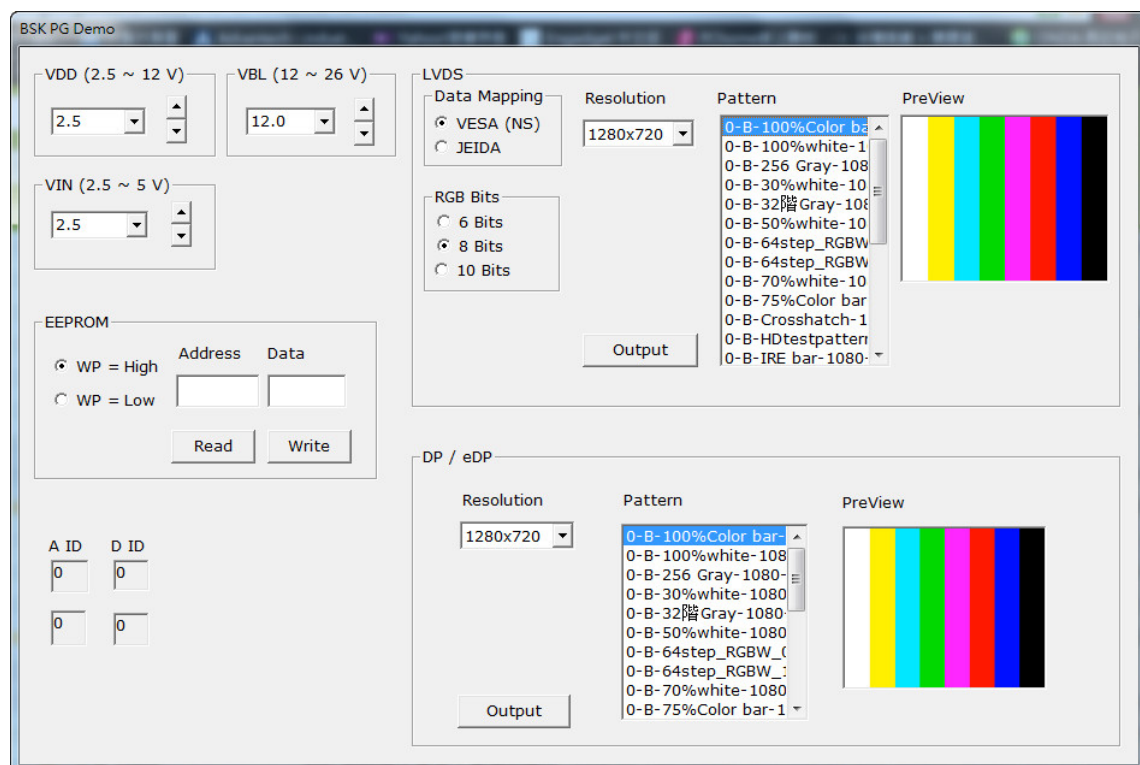 BSK PG Demo
VDD (2.5 ~ 12 V)
2.5
VBL (12 ~ 26 V)
12.0
VIN (2.5 ~ 5 V)
2.5
EEPROM
WP = High
WP = Low
Address
Data
Read
Write
A ID
D ID
0
0
0
0
LVDS
Data Mapping
VESA (NS)
JEIDA
RGB Bits
6 Bits
8 Bits
10 Bits
Resolution
1280x720
Output
Pattern
0-B-100%Color ba
0-B-100%white-1
0-B-256 Gray-108
0-B-30%white-10
0-B-32階Gray-108
0-B-50%white-10
0-B-64step_RGBW
0-B-64step_RGBW
0-B-70%white-10
0-B-75%Color bar
0-B-Crosshatch-1
0-B-HDtestpattern
0-B-IRE bar-1080-
PreView
DP / eDP
Resolution
1280x720
Output
Pattern
0-B-100%Color bar-
0-B-100%white-108
0-B-256 Gray-1080-
0-B-30%white-1080
0-B-32階Gray-1080-
0-B-50%white-1080
0-B-64step_RGBW_0
0-B-64step_RGBW_1
0-B-70%white-1080
0-B-75%Color bar-1
PreView